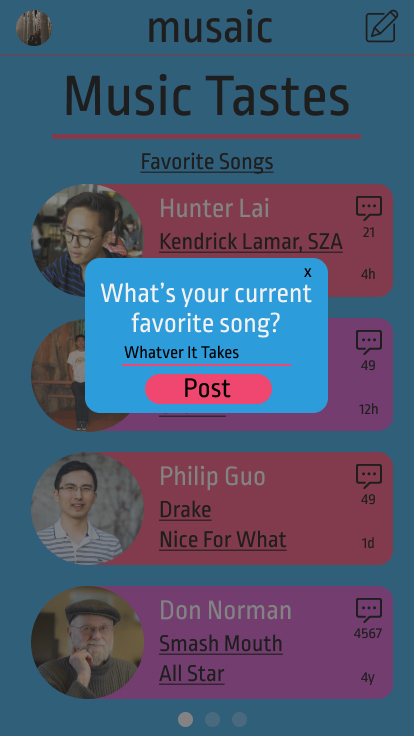 musaic
Music Tastes
Favorite Songs
Hunter Lai
Kendrick Lamar, SZA
21
4h
x
What's your current
favorite song?
Whatver It Takes
Post
49
12h
Philip Guo
Drake
Nice For What
49
1d
Don Norman
Smash Mouth
All Star
4567
4y